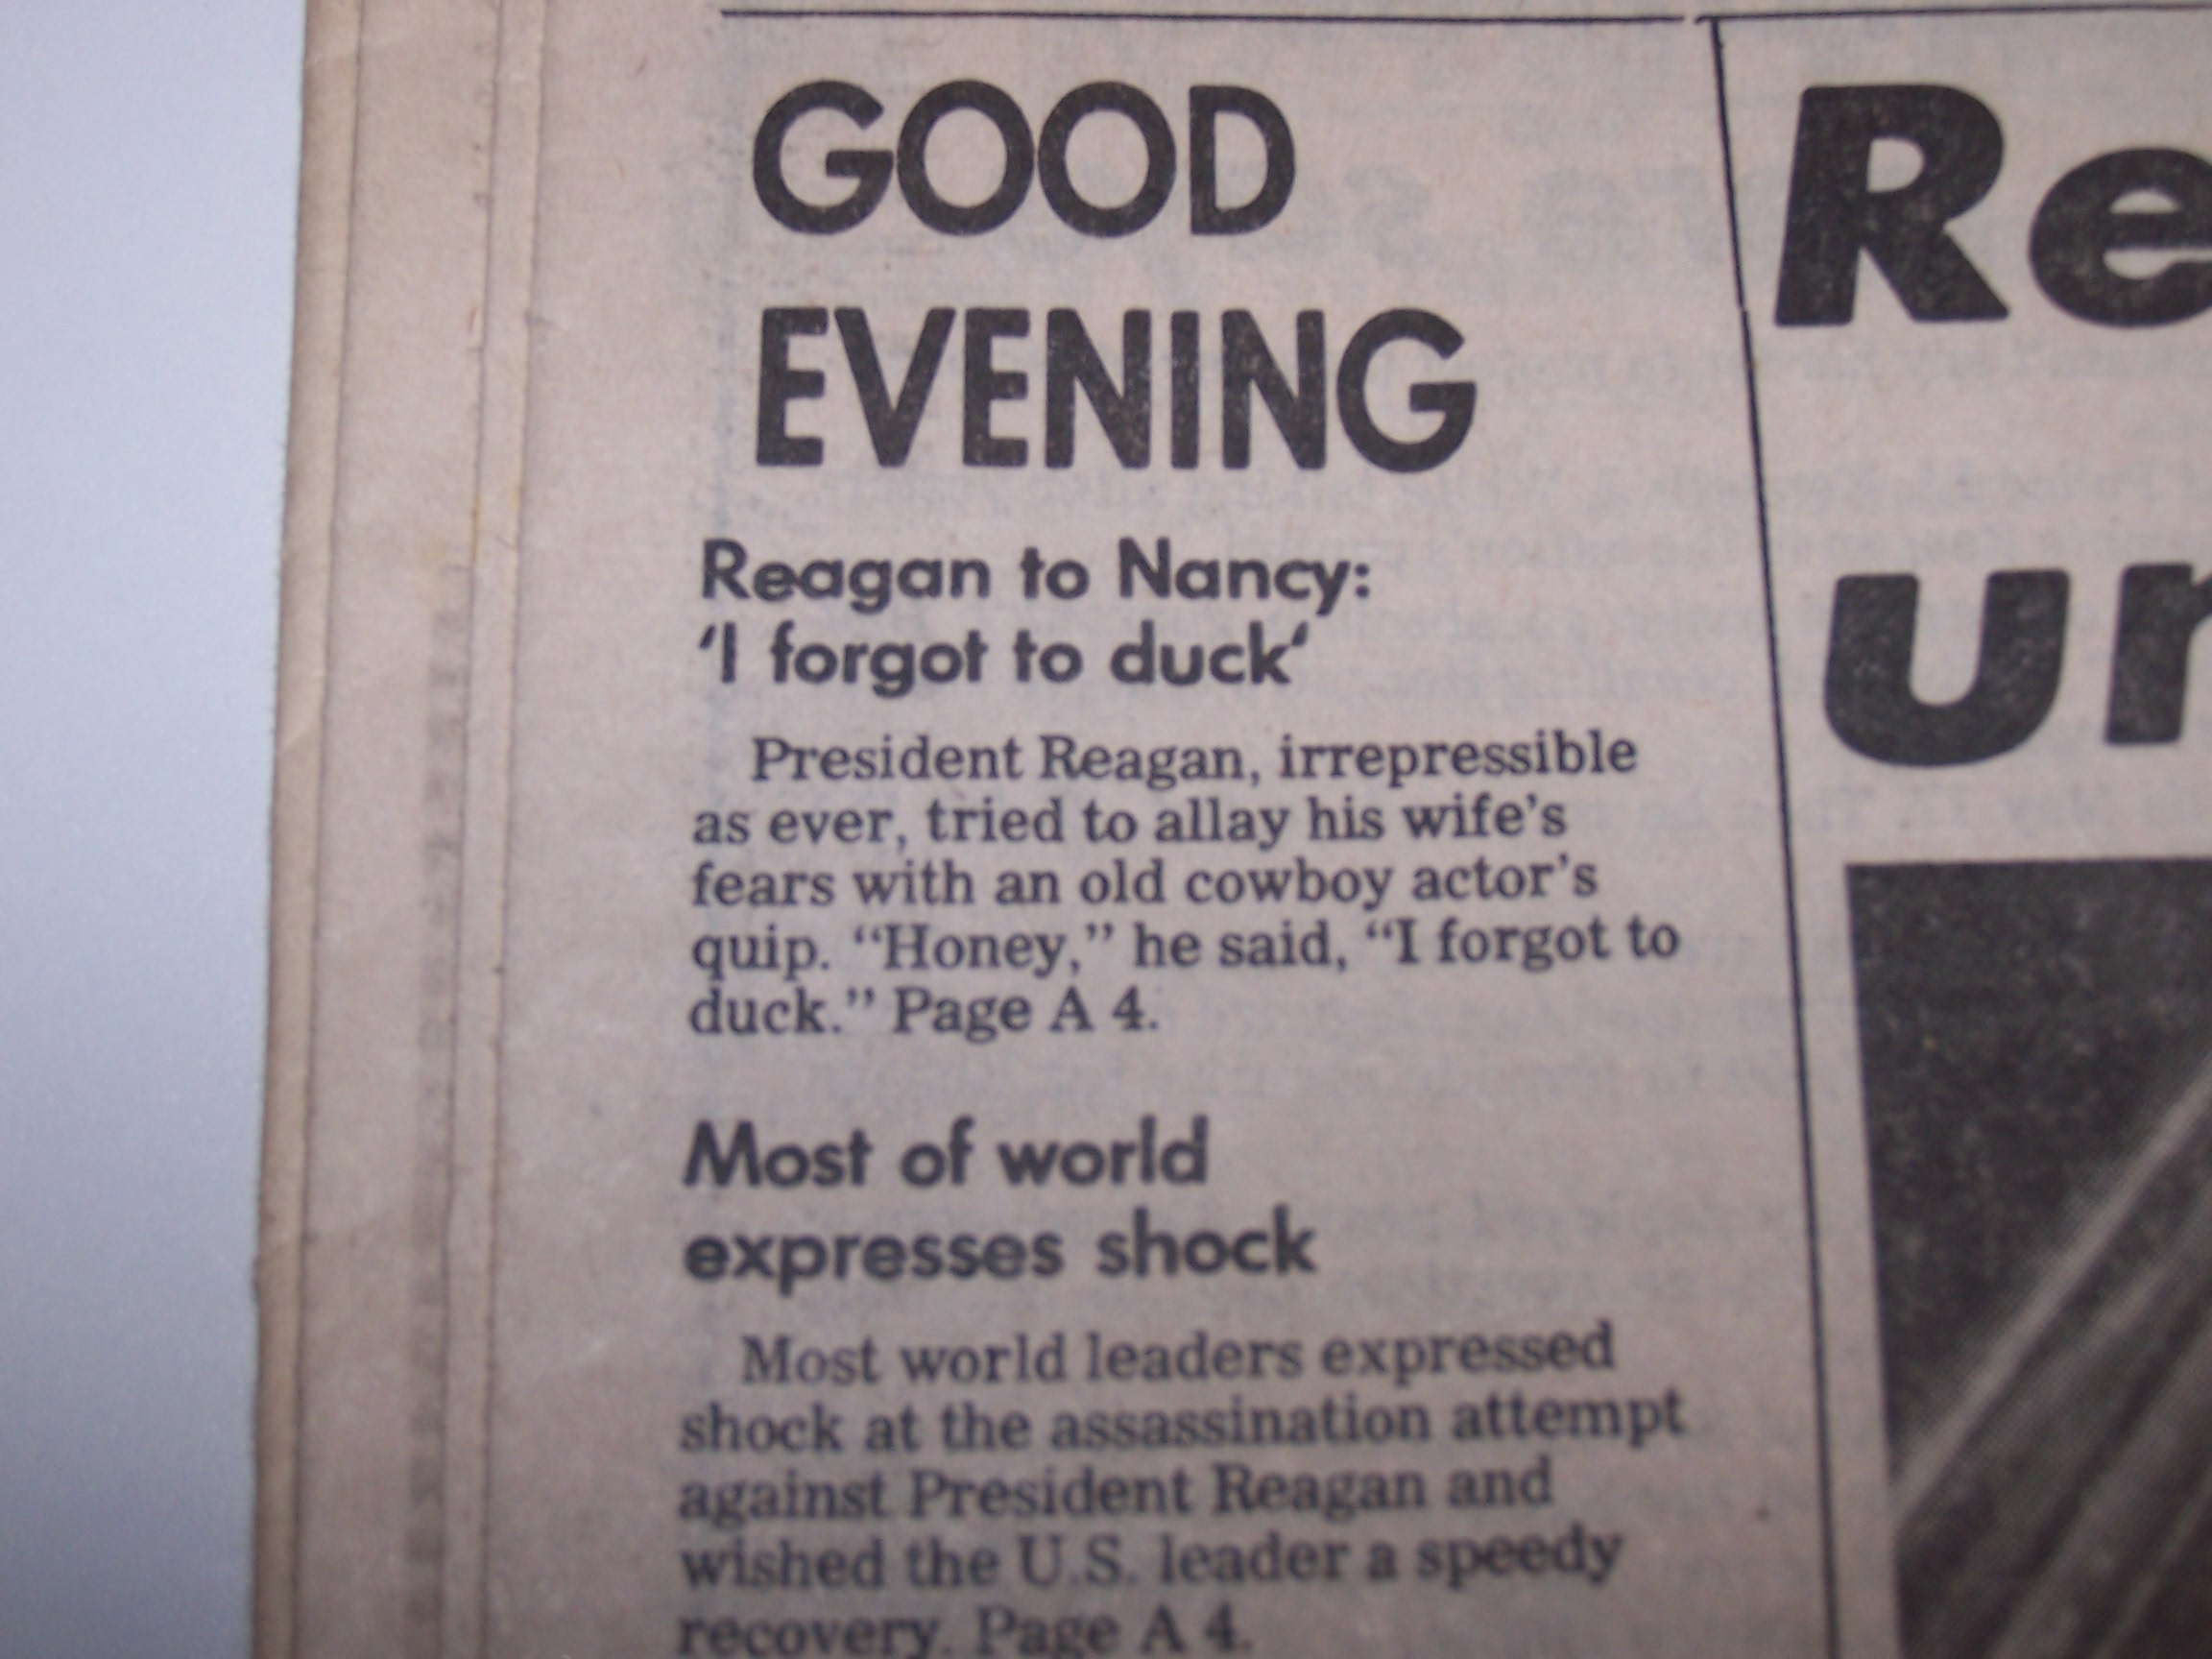 GOOD
EVENING
Reagan to Nancy:
'I forgot to duck'
President Reagan, irrepressible
as ever, tried to allay his wife's
fears with an old cowboy actor's
quip. “Honey,” he said, “I forgot to
duck.” Page A 4.
Most of world
expresses shock
Most world leaders expressed
shock at the assassination attempt
against President Reagan and
wished the U.S. leader a speedy
recovery. Page A 4.
Re
ur